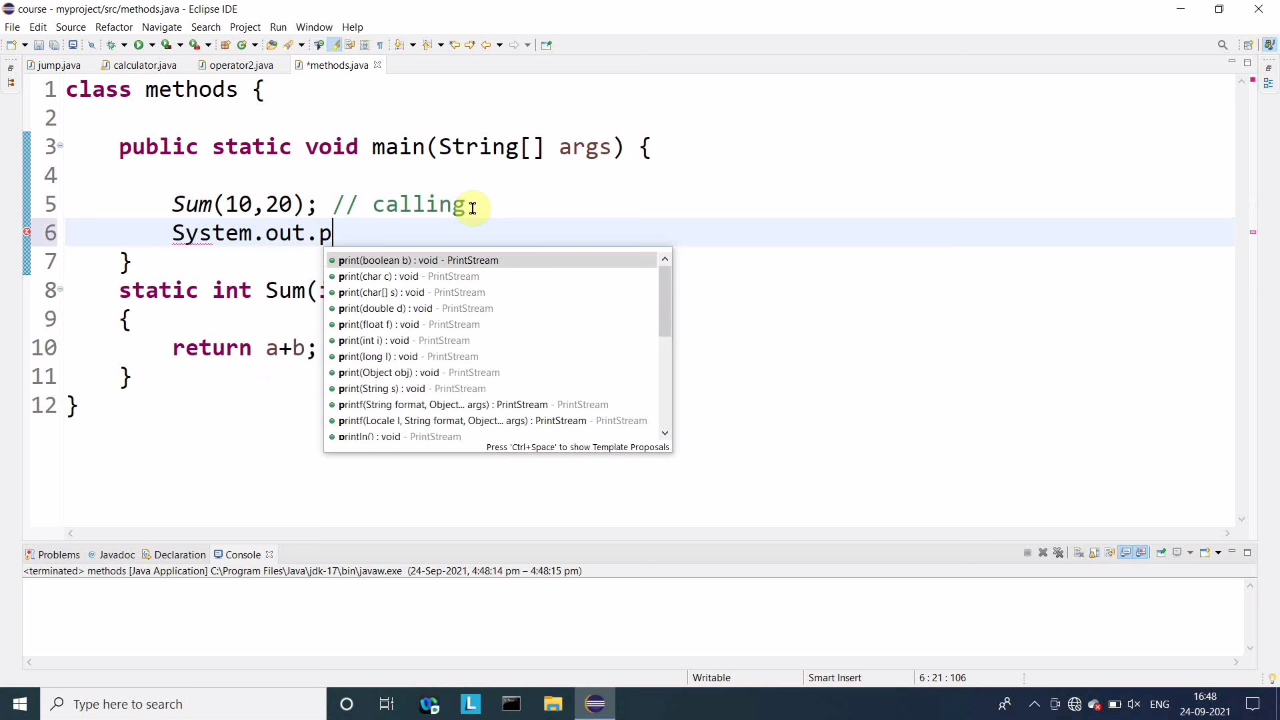 course - myproject/src/methods.java - Eclipse IDE
File Edit Source Refactor Navigate Search Project Run Window Help
jump.java calculator.java operator2.java *methods.java
1 class methods {
2
3 public static void main(String[] args) {
4
5 Sum(10,20); // calling
6 System.out.p
7 }
8 static int Sum(
9 {
10 return a+b;
11 }
12 }
print(boolean b) : void - PrintStream
print(char c) : void - PrintStream
print(char[] s) : void - PrintStream
print(double d) : void - PrintStream
print(float f) : void - PrintStream
print(int i) : void - PrintStream
print(long l) : void - PrintStream
print(Object obj) : void - PrintStream
print(String s) : void - PrintStream
printf(String format, Object... args) : PrintStream - PrintStream
printf(Locale l, String format, Object... args) : PrintStream - PrintStream
println() : void - PrintStream
Press 'Ctrl+Space' to show Template Proposals
Problems Javadoc Declaration Console
<terminated> methods [Java Application] C:\Program Files\Java\jdk-17\bin\javaw.exe (24-Sep-2021, 4:48:14 pm – 4:48:15 pm)
Writable Smart Insert 6 : 21 : 106
Type here to search
L
ENG
16:48
24-09-2021